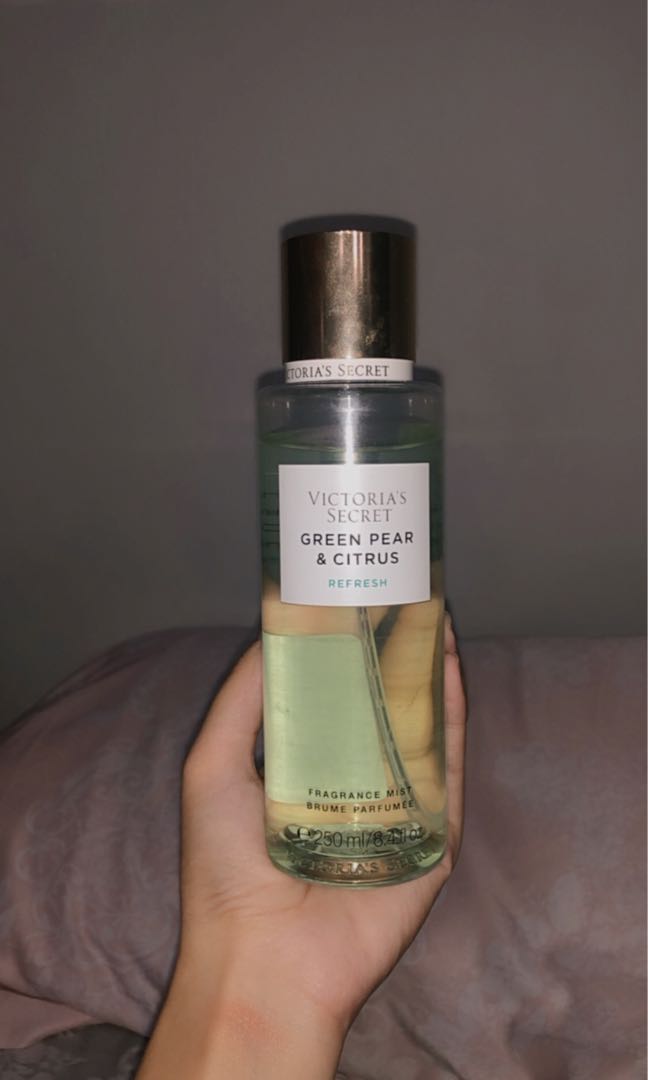 VICTORIA'S SECRET
VICTORIA'S
SECRET
GREEN PEAR
& CITRUS
REFRESH
FRAGRANCE MIST
BRUME PARFUMÉE
℮ 250 ml/8.4 fl oz
VICTORIA'S SECRET